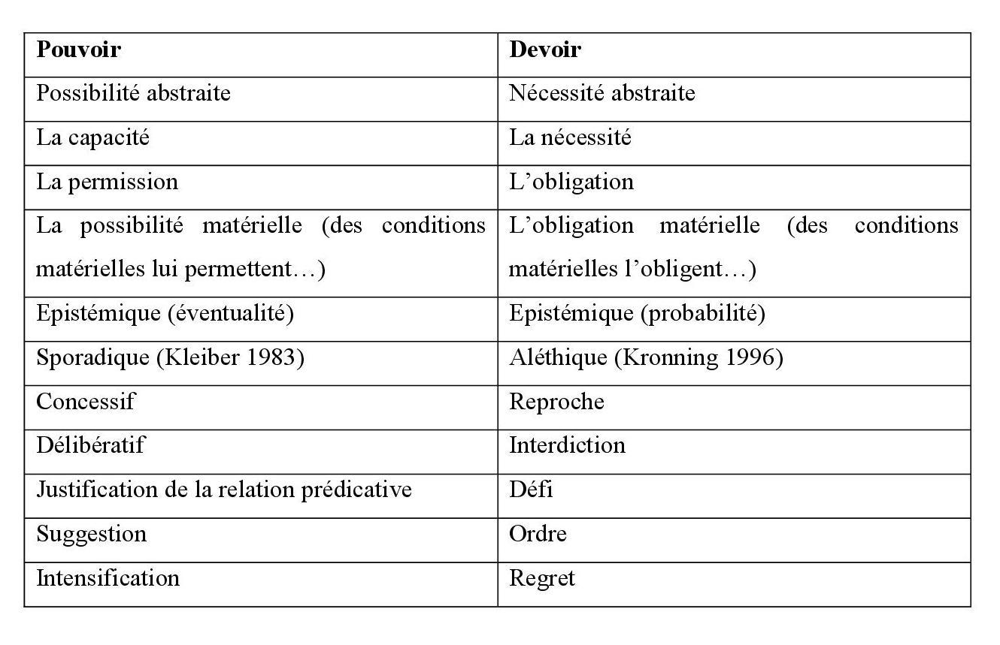 Pouvoir
Devoir
Possibilité abstraite
Nécessité abstraite
La capacité
La nécessité
La permission
L’obligation
La possibilité matérielle (des conditions
matérielles lui permettent…)
L’obligation matérielle (des conditions
matérielles l’obligent…)
Epistémique (éventualité)
Epistémique (probabilité)
Sporadique (Kleiber 1983)
Aléthique (Kronning 1996)
Concessif
Reproche
Délibératif
Interdiction
Justification de la relation prédicative
Défi
Suggestion
Ordre
Intensification
Regret